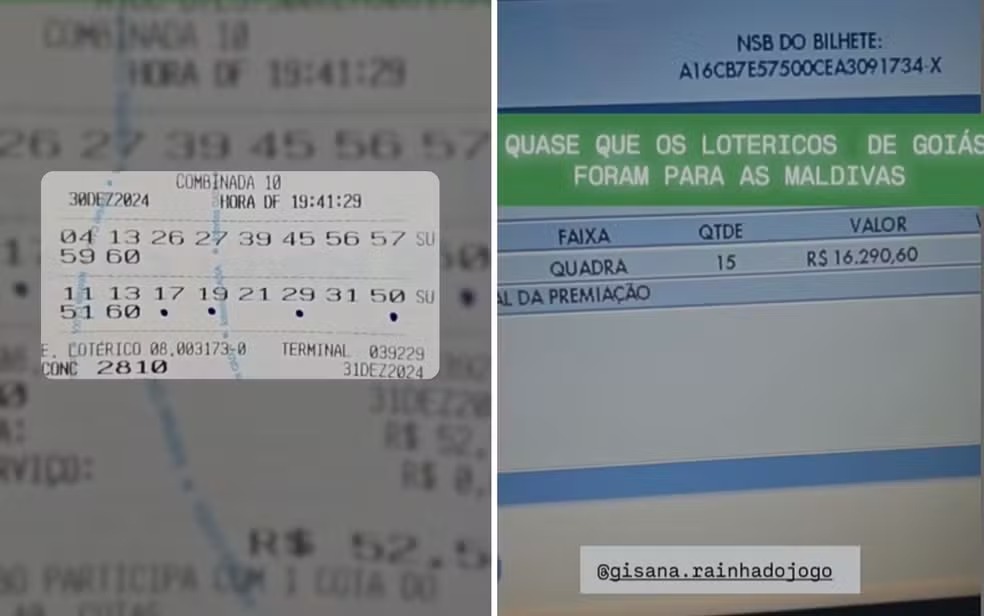 COMBINADA 10
HORA DF 19:41:29
26 27 39 45 56 57
COMBINADA 10
30DEZ2024 HORA DF 19:41:29
04 13 26 27 39 45 56 57 SU
59 60
11 13 17 19 21 29 31 50 SU
51 60
E. LOTÉRICO 08.003173-0 TERMINAL 039229
CONC 2810 31DEZ2024
31DEZ20
A: R$ 52,
RVIÇO: R$ 0,
R$ 52,5
PARTICIPA COM 1 COTA DO
NSB DO BILHETE:
A16CB7E57500CEA3091734-X
QUASE QUE OS LOTERICOS DE GOIÁS
FORAM PARA AS MALDIVAS
FAIXA QTDE VALOR
QUADRA 15 R$ 16.290,60
AL DA PREMIAÇÃO
@gisana.rainhadojogo